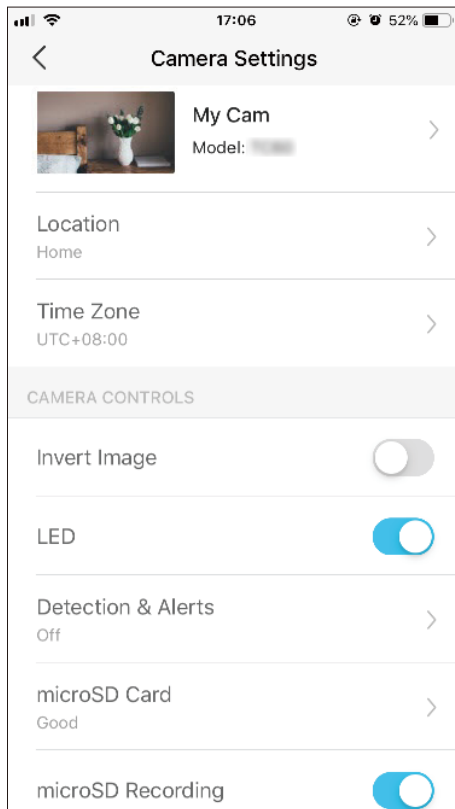 17:06
52%
Camera Settings
My Cam
Model:
Location
Home
Time Zone
UTC+08:00
CAMERA CONTROLS
Invert Image
LED
Detection & Alerts
Off
microSD Card
Good
microSD Recording